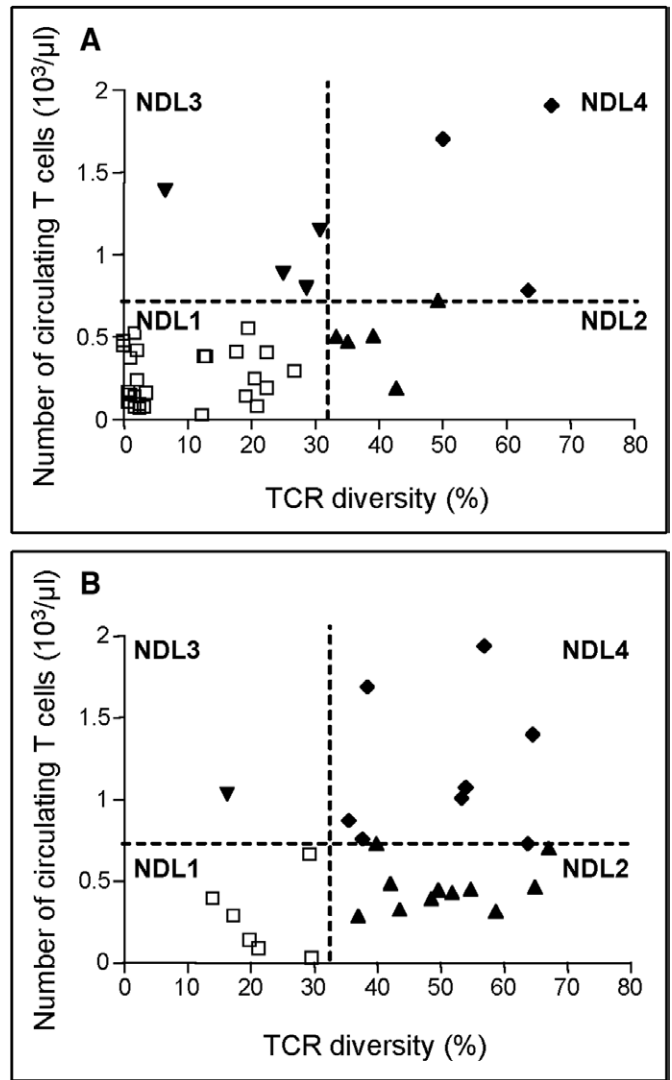 A
Number of circulating T cells (10³/µl)
2
NDL3
NDL4
1.5
1
NDL1
NDL2
0.5
0
0 10 20 30 40 50 60 70 80
TCR diversity (%)
B
Number of circulating T cells (10³/µl)
2
NDL3
NDL4
1.5
1
NDL1
NDL2
0.5
0
0 10 20 30 40 50 60 70 80
TCR diversity (%)